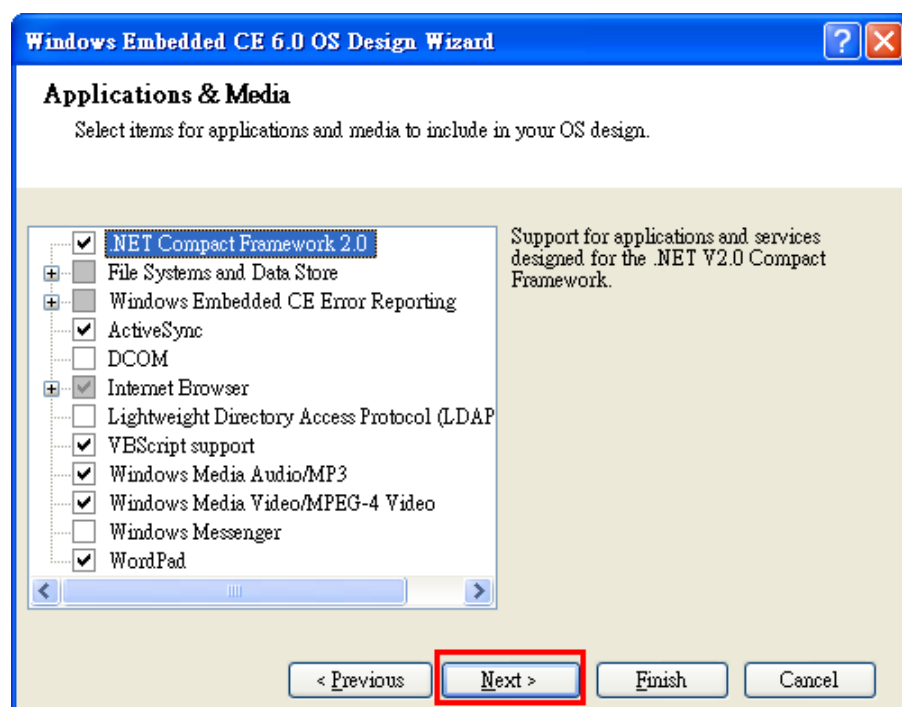 Windows Embedded CE 6.0 OS Design Wizard
Applications & Media
Select items for applications and media to include in your OS design.
.NET Compact Framework 2.0
File Systems and Data Store
Windows Embedded CE Error Reporting
ActiveSync
DCOM
Internet Browser
Lightweight Directory Access Protocol (LDAP
VBScript support
Windows Media Audio/MP3
Windows Media Video/MPEG-4 Video
Windows Messenger
WordPad
Support for applications and services
designed for the .NET V2.0 Compact
Framework.
< Previous
Next >
Finish
Cancel